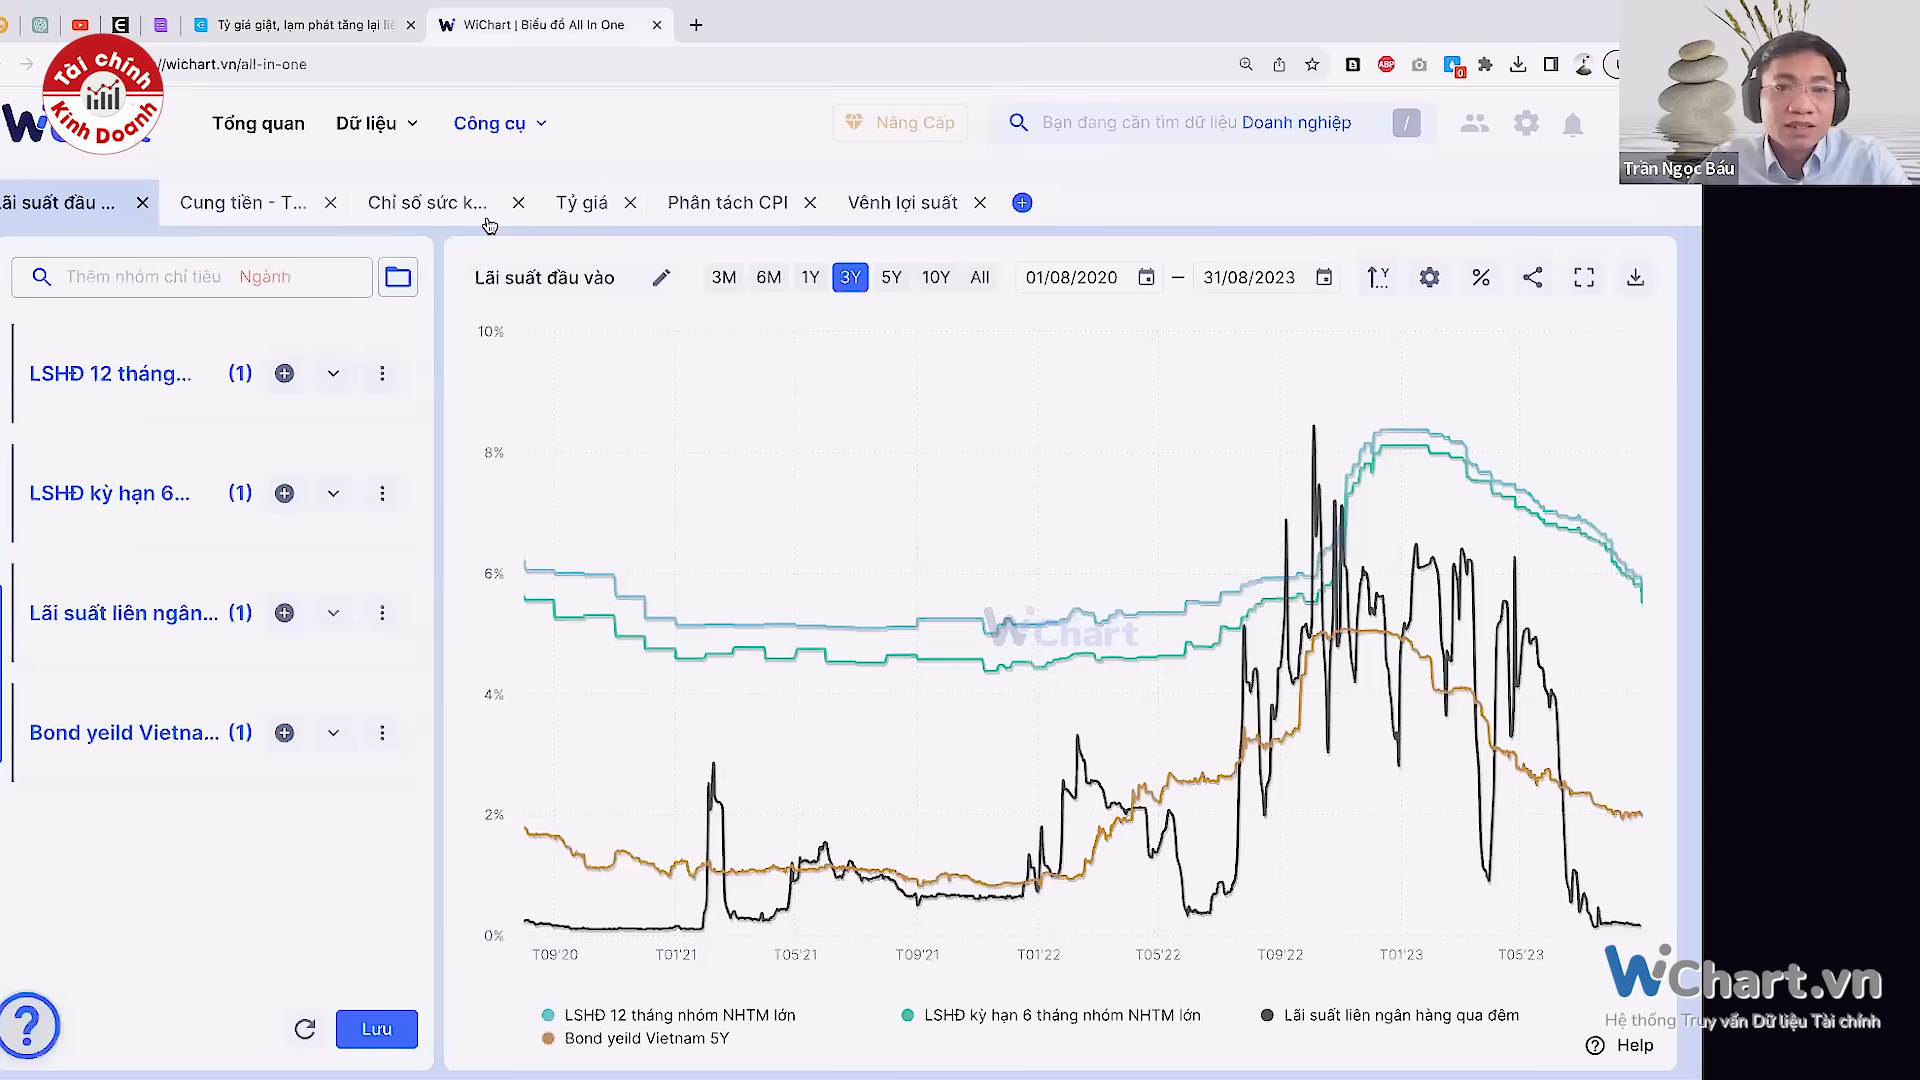 Tỷ giá giật, lạm phát tăng lại liệ
WiChart | Biểu đồ All In One
//wichart.vn/all-in-one
ABP
0
Tài chính
Kinh Doanh
Tổng quan
Dữ liệu
Công cụ
Nâng Cấp
Bạn đang cần tìm dữ liệu Doanh nghiệp
/
Trần Ngọc Báu
Lãi suất đầu ...
Cung tiền - T...
Chỉ số sức k...
Tỷ giá
Phân tách CPI
Vênh lợi suất
Thêm nhóm chỉ tiêu Ngành
Lãi suất đầu vào
3M 6M 1Y 3Y 5Y 10Y All
01/08/2020 – 31/08/2023
LSHĐ 12 tháng... (1)
LSHĐ kỳ hạn 6... (1)
Lãi suất liên ngân... (1)
Bond yeild Vietna... (1)
10%
8%
6%
4%
2%
0%
WiChart
T09'20 T01'21 T05'21 T09'21 T01'22 T05'22 T09'22 T01'23 T05'23
LSHĐ 12 tháng nhóm NHTM lớn
LSHĐ kỳ hạn 6 tháng nhóm NHTM lớn
Lãi suất liên ngân hàng qua đêm
Bond yeild Vietnam 5Y
?
Lưu
WiChart.vn
Hệ thống Truy vấn Dữ liệu Tài chính
Help